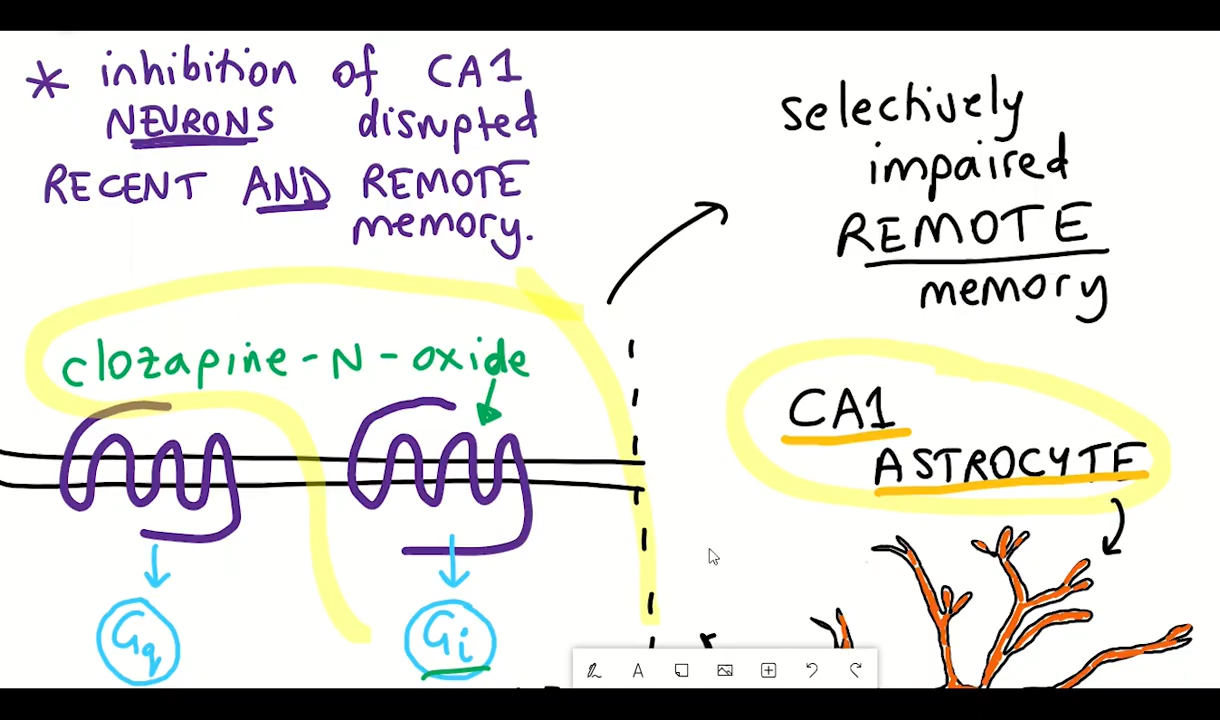 * inhibition of CA1
NEURONS disrupted
RECENT AND REMOTE
memory.
selectively
impaired
REMOTE
memory
clozapine-N-oxide
CA1
ASTROCYTE
Gq
Gi
A